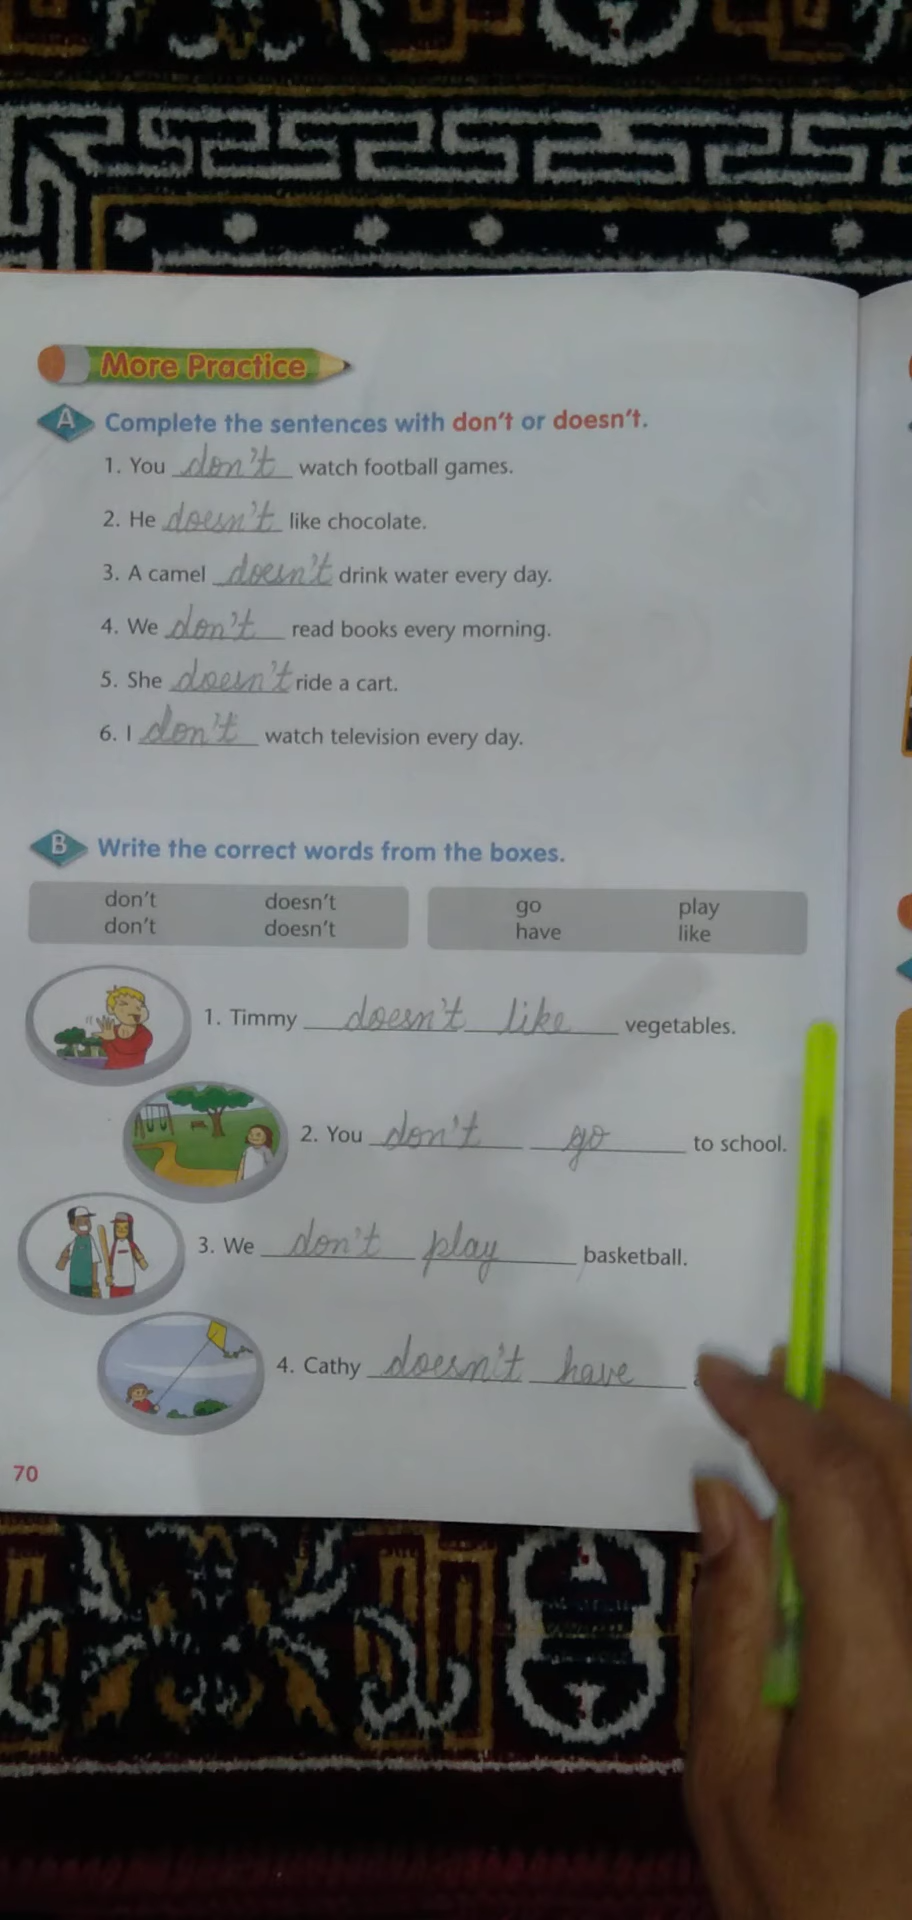 More Practice
A Complete the sentences with don't or doesn't.
1. You don't watch football games.
2. He doesn't like chocolate.
3. A camel doesn't drink water every day.
4. We don't read books every morning.
5. She doesn't ride a cart.
6. I don't watch television every day.
B Write the correct words from the boxes.
don't doesn't go play
don't doesn't have like
1. Timmy doesn't like vegetables.
2. You don't go to school.
3. We don't play basketball.
4. Cathy doesn't have
70